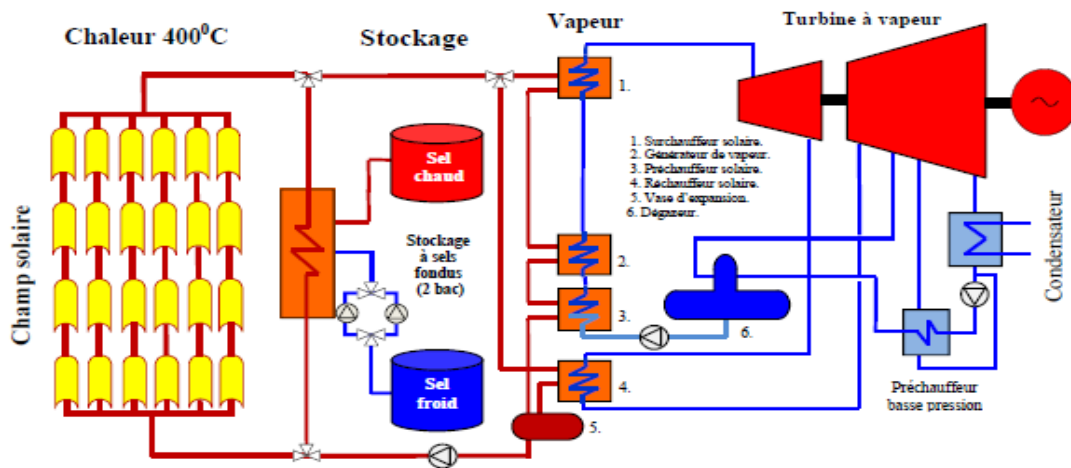 Chaleur 400⁰C
Stockage
Vapeur
Turbine à vapeur
1.
Sel
chaud
1. Surchauffeur solaire.
2. Générateur de vapeur.
3. Préchauffeur solaire.
4. Réchauffeur solaire.
5. Vase d'expansion.
6. Dégazeur.
Champ solaire
Stockage
à sels
fondus
(2 bac)
2.
3.
6.
Condensateur
Sel
froid
4.
5.
Préchauffeur
basse pression